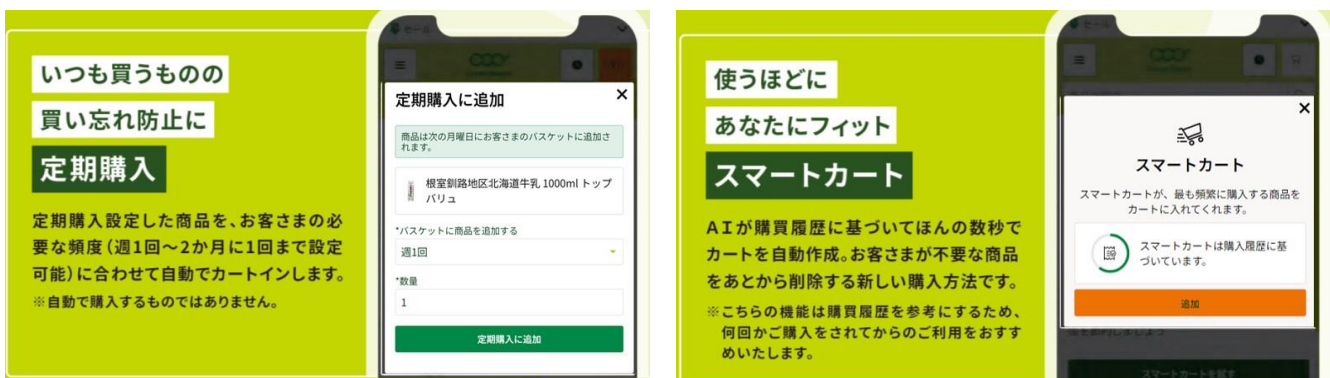 いつも買うものの
買い忘れ防止に
定期購入
定期購入設定した商品を、お客さまの必
要な頻度（週1回～2か月に1回まで設定
可能）に合わせて自動でカートインします。
※自動で購入するものではありません。
セール
定期購入に追加
商品は次の月曜日にお客さまのバスケットに追加さ
れます。
根室釧路地区北海道牛乳 1000ml トップ
バリュ
*バスケットに商品を追加する
週1回
*数量
1
定期購入に追加
使うほどに
あなたにフィット
スマートカート
AIが購買履歴に基づいてほんの数秒で
カートを自動作成。お客さまが不要な商品
をあとから削除する新しい購入方法です。
※こちらの機能は購買履歴を参考にするため、
何回かご購入をされてからのご利用をおすす
めいたします。
セール
スマートカート
スマートカートが、最も頻繁に購入する商品を
カートに入れてくれます。
スマートカートは購入履歴に基
づいています。
追加
スマートカートを試す